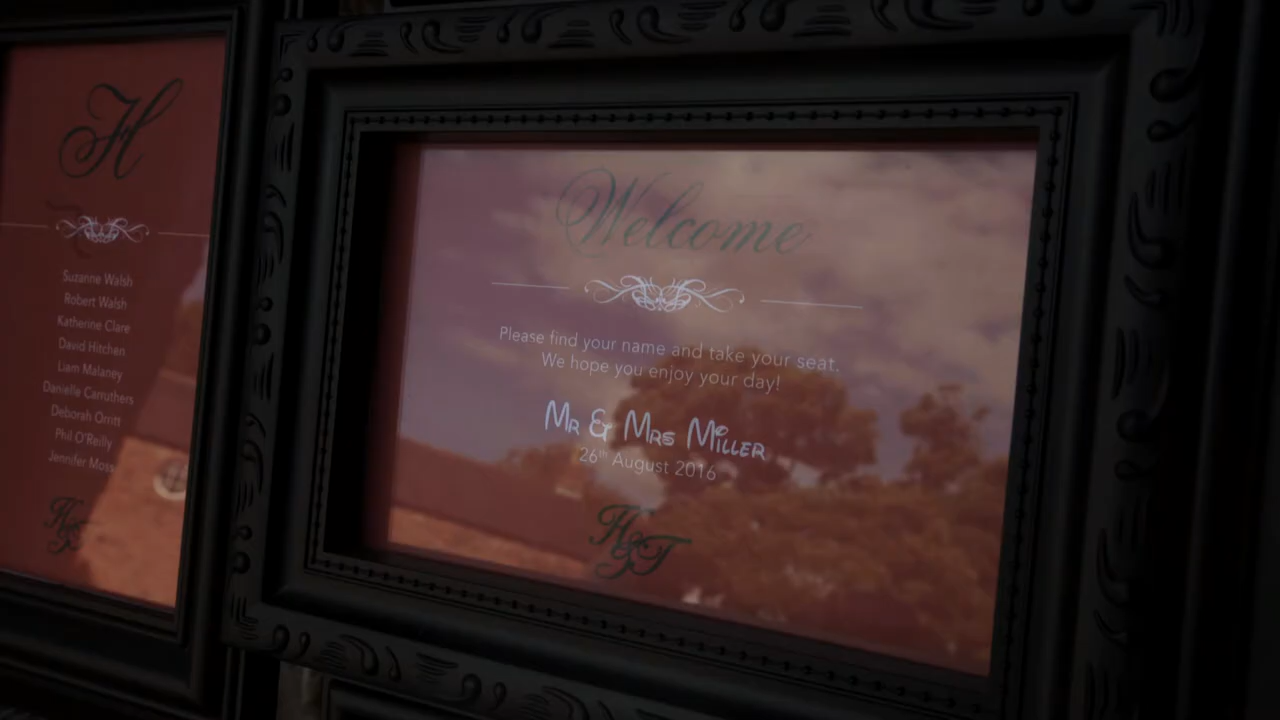 H
Suzanne Walsh
Robert Walsh
Katherine Clare
David Hitchen
Liam Malaney
Danielle Carruthers
Deborah Orritt
Phil O'Reilly
Jennifer Moss
H&T
Welcome
Please find your name and take your seat.
We hope you enjoy your day!
Mr & Mrs Miller
26th August 2016
H&T